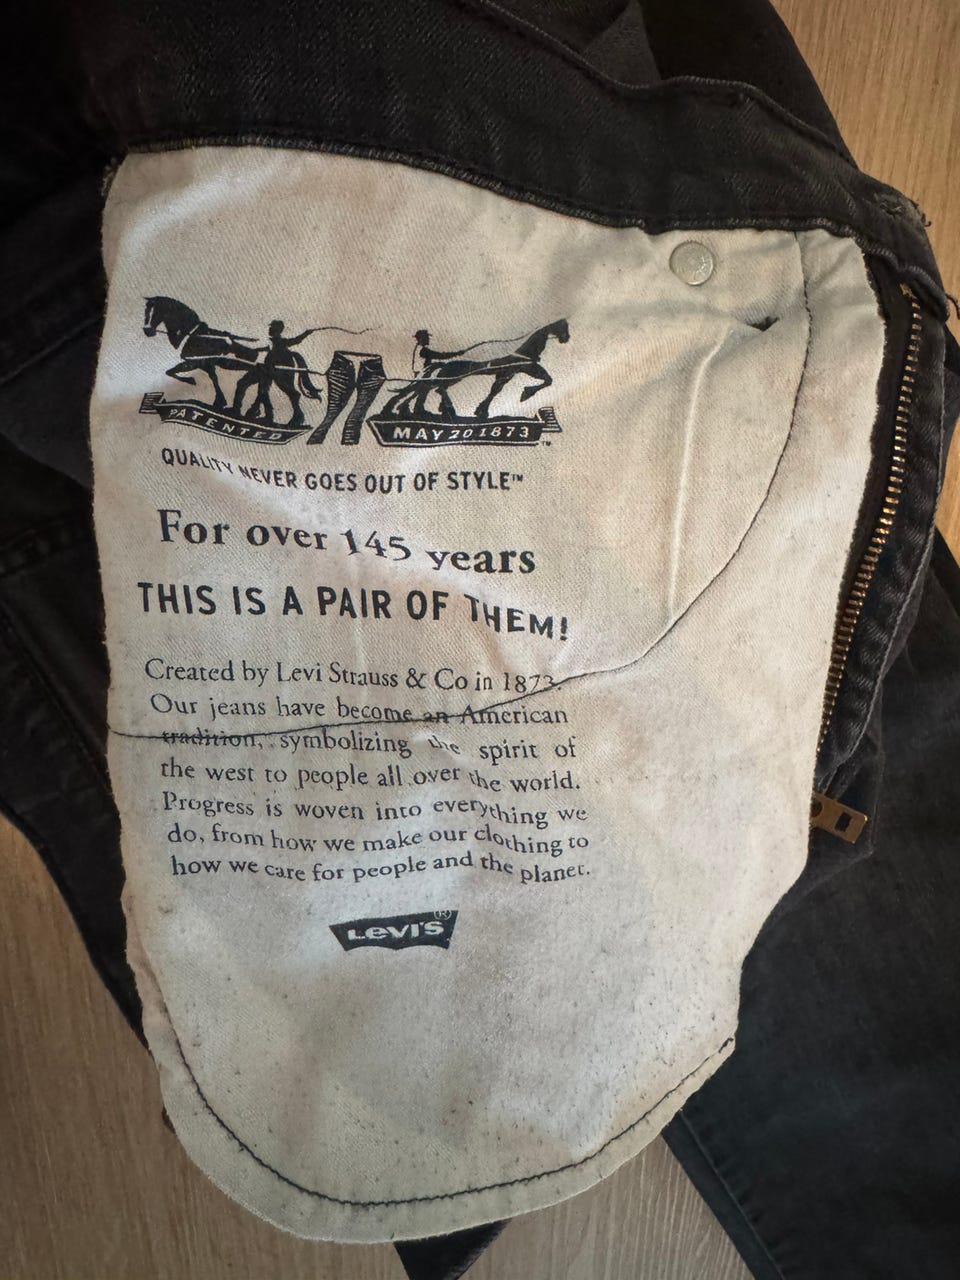 PATENTED MAY 20 1873 ™
QUALITY NEVER GOES OUT OF STYLE™
For over 145 years
THIS IS A PAIR OF THEM!
Created by Levi Strauss & Co in 1873.
Our jeans have become an American
tradition, symbolizing the spirit of
the west to people all over the world.
Progress is woven into everything we
do, from how we make our clothing to
how we care for people and the planet.
LEVI'S®